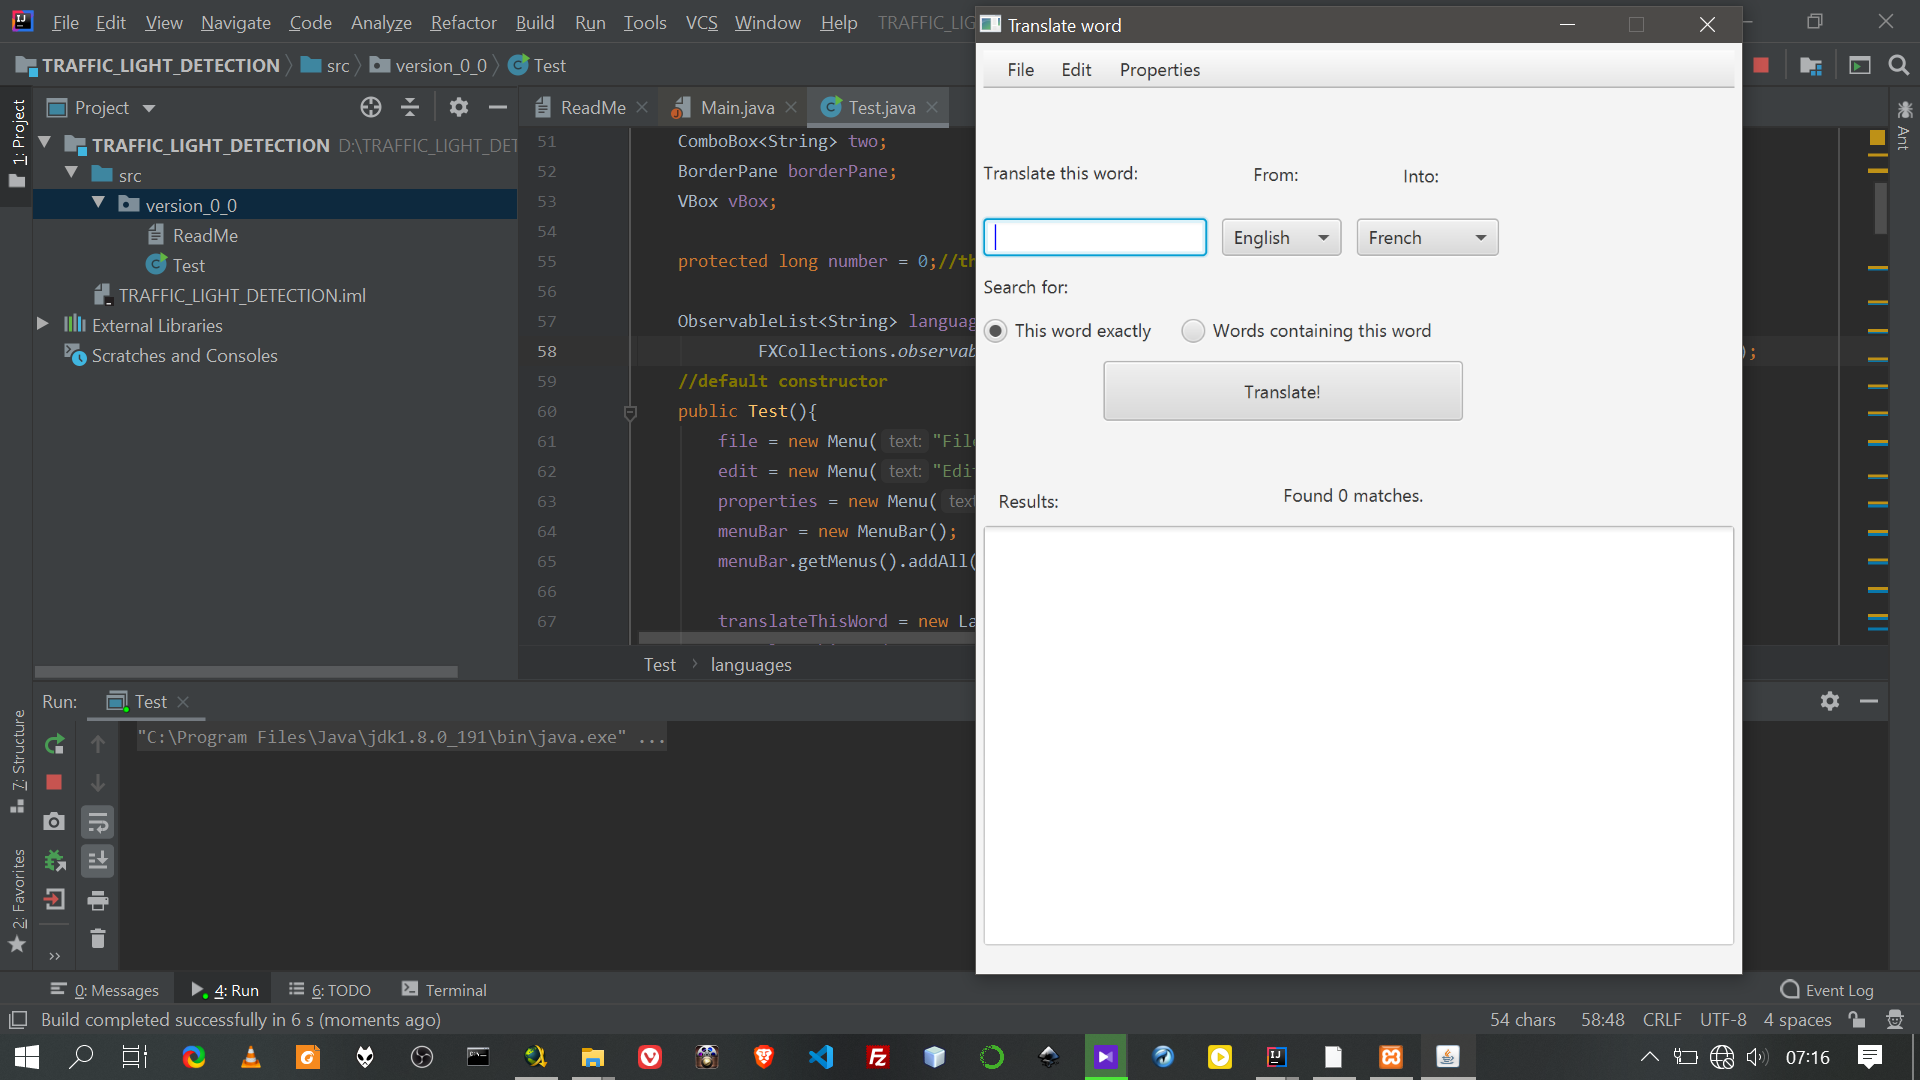 File Edit View Navigate Code Analyze Refactor Build Run Tools VCS Window Help TRAFFIC_LIG
TRAFFIC_LIGHT_DETECTION src version_0_0 Test
1: Project
Project
TRAFFIC_LIGHT_DETECTION D:\TRAFFIC_LIGHT_DET
src
version_0_0
ReadMe
Test
TRAFFIC_LIGHT_DETECTION.iml
External Libraries
Scratches and Consoles
ReadMe Main.java Test.java
51 ComboBox<String> two;
52 BorderPane borderPane;
53 VBox vBox;
54
55 protected long number = 0;//th
56
57 ObservableList<String> languag
58 FXCollections.observab );
59 //default constructor
60 public Test(){
61 file = new Menu( text: "File
62 edit = new Menu( text: "Edit
63 properties = new Menu( text
64 menuBar = new MenuBar();
65 menuBar.getMenus().addAll(
66
67 translateThisWord = new La
Test languages
Translate word
File Edit Properties
Translate this word: From: Into:
English French
Search for:
This word exactly Words containing this word
Translate!
Results: Found 0 matches.
Ant
Run: Test
"C:\Program Files\Java\jdk1.8.0_191\bin\java.exe" ...
7: Structure
2: Favorites
0: Messages 4: Run 6: TODO Terminal Event Log
Build completed successfully in 6 s (moments ago) 54 chars 58:48 CRLF UTF-8 4 spaces
07:16